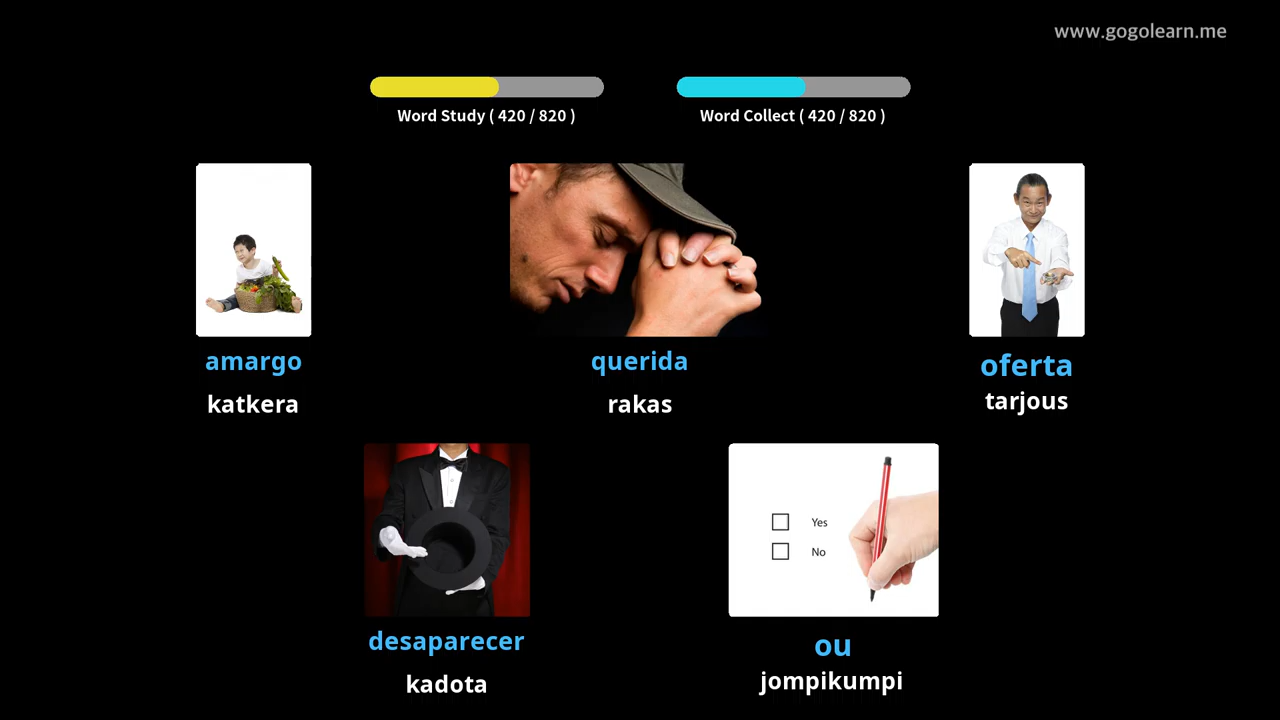 www.gogolearn.me
Word Study ( 420 / 820 )
Word Collect ( 420 / 820 )
amargo
katkera
querida
rakas
oferta
tarjous
desaparecer
kadota
Yes
No
ou
jompikumpi